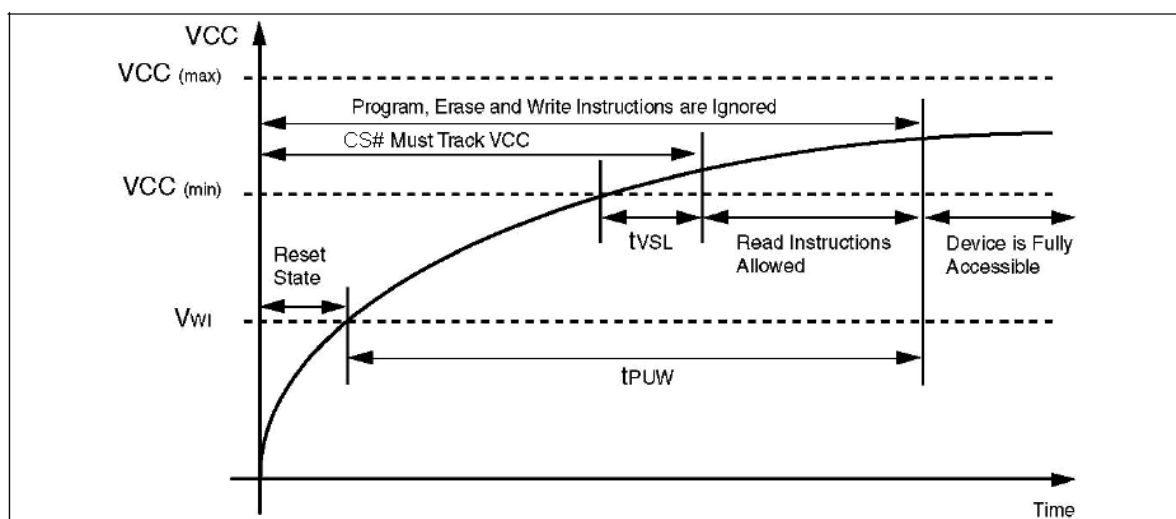 VCC
VCC (max)
Program, Erase and Write Instructions are Ignored
CS# Must Track VCC
VCC (min)
tVSL
Read Instructions
Allowed
Device is Fully
Accessible
Reset
State
VWI
tPUW
Time